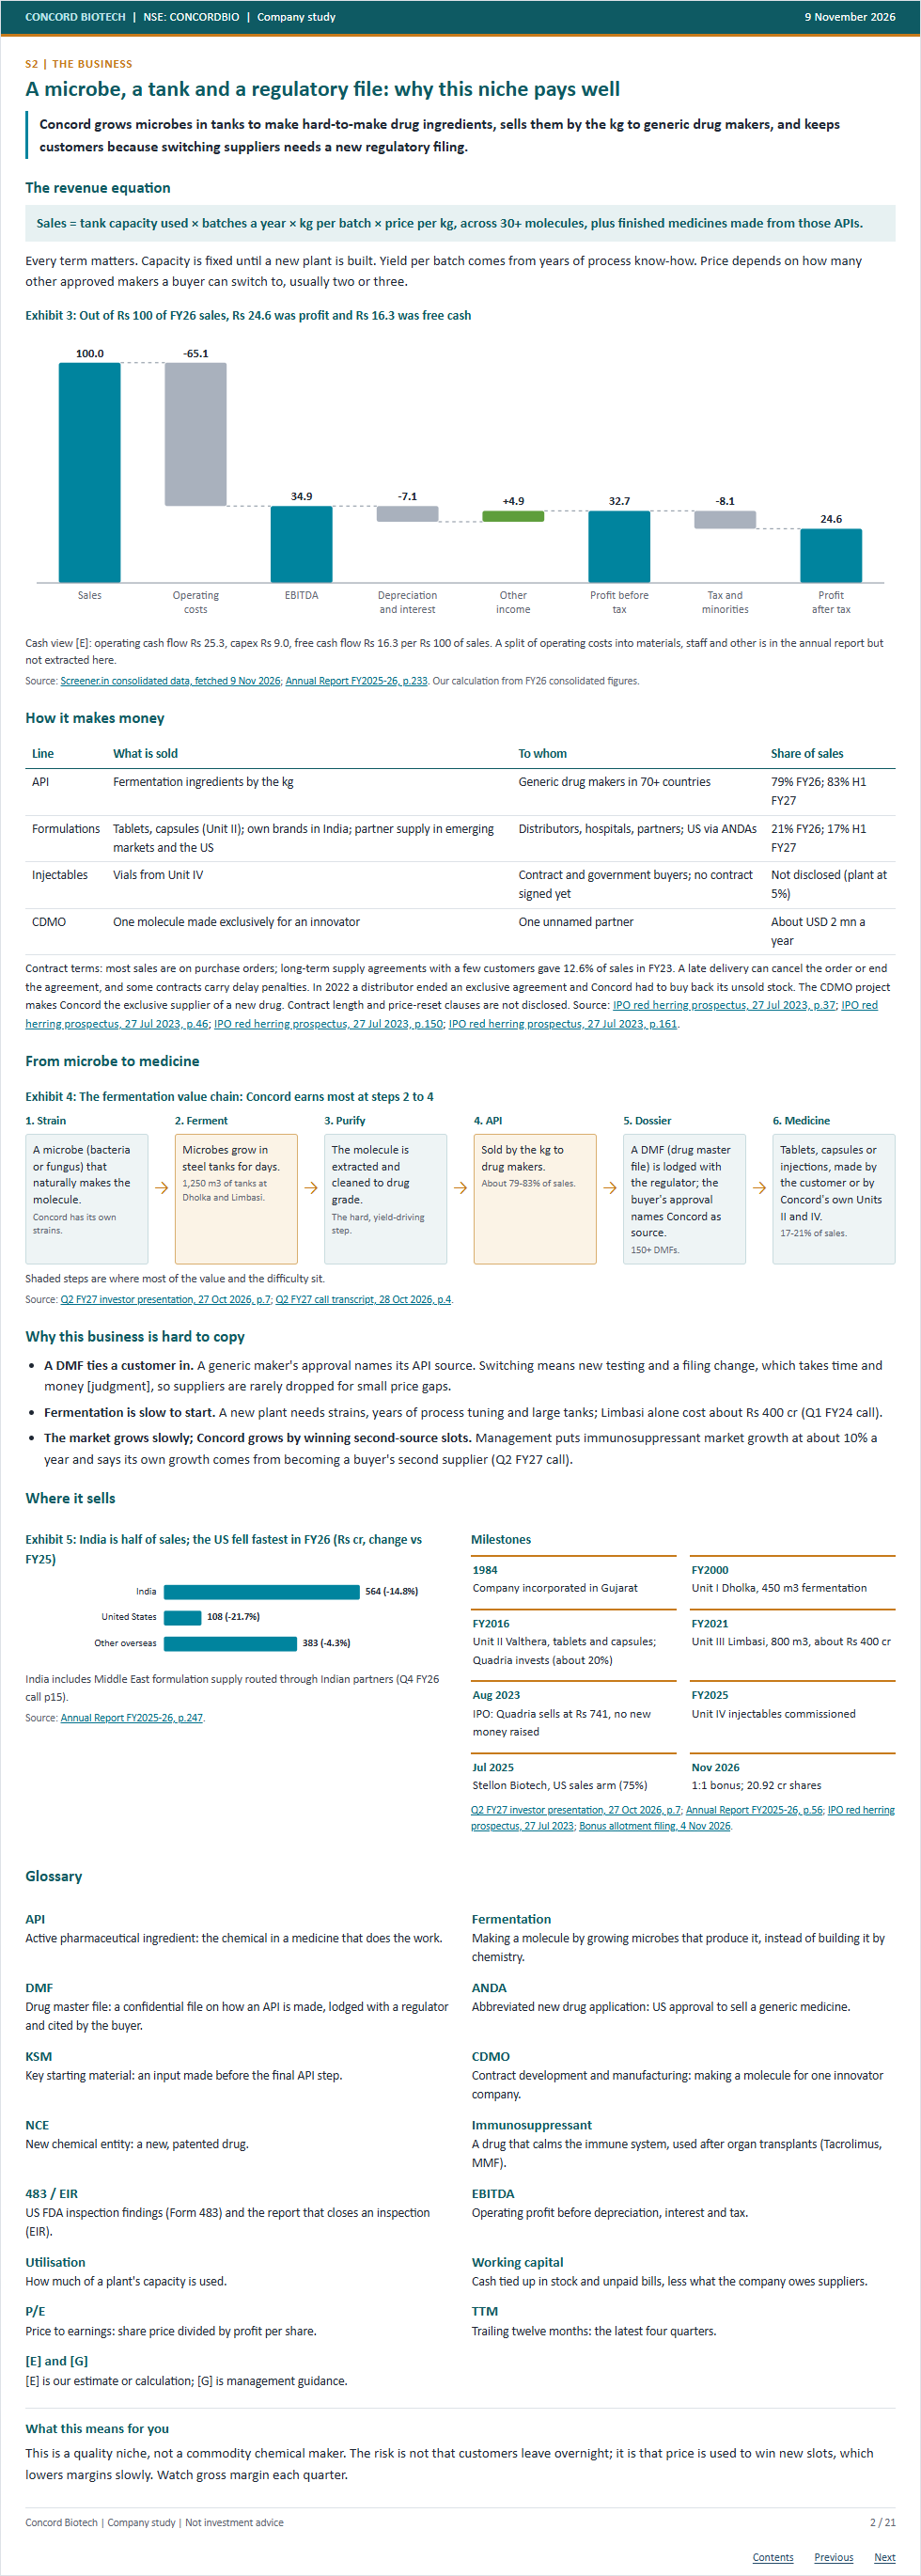 CONCORD BIOTECH | NSE: CONCORDBIO | Company study
9 November 2026
S2 | THE BUSINESS
A microbe, a tank and a regulatory file: why this niche pays well
Concord grows microbes in tanks to make hard-to-make drug ingredients, sells them by the kg to generic drug makers, and keeps
customers because switching suppliers needs a new regulatory filing.
The revenue equation
Sales = tank capacity used × batches a year × kg per batch × price per kg, across 30+ molecules, plus finished medicines made from those APIs.
Every term matters. Capacity is fixed until a new plant is built. Yield per batch comes from years of process know-how. Price depends on how many
other approved makers a buyer can switch to, usually two or three.
Exhibit 3: Out of Rs 100 of FY26 sales, Rs 24.6 was profit and Rs 16.3 was free cash
100.0
-65.1
34.9
-7.1
+4.9
32.7
-8.1
24.6
Sales
Operating
costs
EBITDA
Depreciation
and interest
Other
income
Profit before
tax
Tax and
minorities
Profit
after tax
Cash view [E]: operating cash flow Rs 25.3, capex Rs 9.0, free cash flow Rs 16.3 per Rs 100 of sales. A split of operating costs into materials, staff and other is in the annual report but
not extracted here.
Source: Screener.in consolidated data, fetched 9 Nov 2026; Annual Report FY2025-26, p.233. Our calculation from FY26 consolidated figures.
How it makes money
Line
What is sold
To whom
Share of sales
API
Fermentation ingredients by the kg
Generic drug makers in 70+ countries
79% FY26; 83% H1
FY27
Formulations
Tablets, capsules (Unit II); own brands in India; partner supply in emerging
markets and the US
Distributors, hospitals, partners; US via ANDAs
21% FY26; 17% H1
FY27
Injectables
Vials from Unit IV
Contract and government buyers; no contract
signed yet
Not disclosed (plant at
5%)
CDMO
One molecule made exclusively for an innovator
One unnamed partner
About USD 2 mn a
year
Contract terms: most sales are on purchase orders; long-term supply agreements with a few customers gave 12.6% of sales in FY23. A late delivery can cancel the order or end
the agreement, and some contracts carry delay penalties. In 2022 a distributor ended an exclusive agreement and Concord had to buy back its unsold stock. The CDMO project
makes Concord the exclusive supplier of a new drug. Contract length and price-reset clauses are not disclosed. Source: IPO red herring prospectus, 27 Jul 2023, p.37; IPO red
herring prospectus, 27 Jul 2023, p.46; IPO red herring prospectus, 27 Jul 2023, p.150; IPO red herring prospectus, 27 Jul 2023, p.161.
From microbe to medicine
Exhibit 4: The fermentation value chain: Concord earns most at steps 2 to 4
1. Strain
A microbe (bacteria
or fungus) that
naturally makes the
molecule.
Concord has its own
strains.
2. Ferment
Microbes grow in
steel tanks for days.
1,250 m3 of tanks at
Dholka and Limbasi.
3. Purify
The molecule is
extracted and
cleaned to drug
grade.
The hard, yield-driving
step.
4. API
Sold by the kg to
drug makers.
About 79-83% of sales.
5. Dossier
A DMF (drug master
file) is lodged with
the regulator; the
buyer's approval
names Concord as
source.
150+ DMFs.
6. Medicine
Tablets, capsules or
injections, made by
the customer or by
Concord's own Units
II and IV.
17-21% of sales.
Shaded steps are where most of the value and the difficulty sit.
Source: Q2 FY27 investor presentation, 27 Oct 2026, p.7; Q2 FY27 call transcript, 28 Oct 2026, p.4.
Why this business is hard to copy
• A DMF ties a customer in. A generic maker's approval names its API source. Switching means new testing and a filing change, which takes time and
money [judgment], so suppliers are rarely dropped for small price gaps.
• Fermentation is slow to start. A new plant needs strains, years of process tuning and large tanks; Limbasi alone cost about Rs 400 cr (Q1 FY24 call).
• The market grows slowly; Concord grows by winning second-source slots. Management puts immunosuppressant market growth at about 10% a
year and says its own growth comes from becoming a buyer's second supplier (Q2 FY27 call).
Where it sells
Exhibit 5: India is half of sales; the US fell fastest in FY26 (Rs cr, change vs
FY25)
India
564 (-14.8%)
United States
108 (-21.7%)
Other overseas
383 (-4.3%)
India includes Middle East formulation supply routed through Indian partners (Q4 FY26
call p15).
Source: Annual Report FY2025-26, p.247.
Milestones
1984
Company incorporated in Gujarat
FY2000
Unit I Dholka, 450 m3 fermentation
FY2016
Unit II Valthera, tablets and capsules;
Quadria invests (about 20%)
FY2021
Unit III Limbasi, 800 m3, about Rs 400 cr
Aug 2023
IPO: Quadria sells at Rs 741, no new
money raised
FY2025
Unit IV injectables commissioned
Jul 2025
Stellon Biotech, US sales arm (75%)
Nov 2026
1:1 bonus; 20.92 cr shares
Q2 FY27 investor presentation, 27 Oct 2026, p.7; Annual Report FY2025-26, p.56; IPO red herring
prospectus, 27 Jul 2023; Bonus allotment filing, 4 Nov 2026.
Glossary
API
Active pharmaceutical ingredient: the chemical in a medicine that does the work.
Fermentation
Making a molecule by growing microbes that produce it, instead of building it by
chemistry.
DMF
Drug master file: a confidential file on how an API is made, lodged with a regulator
and cited by the buyer.
ANDA
Abbreviated new drug application: US approval to sell a generic medicine.
KSM
Key starting material: an input made before the final API step.
CDMO
Contract development and manufacturing: making a molecule for one innovator
company.
NCE
New chemical entity: a new, patented drug.
Immunosuppressant
A drug that calms the immune system, used after organ transplants (Tacrolimus,
MMF).
483 / EIR
US FDA inspection findings (Form 483) and the report that closes an inspection
(EIR).
EBITDA
Operating profit before depreciation, interest and tax.
Utilisation
How much of a plant's capacity is used.
Working capital
Cash tied up in stock and unpaid bills, less what the company owes suppliers.
P/E
Price to earnings: share price divided by profit per share.
TTM
Trailing twelve months: the latest four quarters.
[E] and [G]
[E] is our estimate or calculation; [G] is management guidance.
What this means for you
This is a quality niche, not a commodity chemical maker. The risk is not that customers leave overnight; it is that price is used to win new slots, which
lowers margins slowly. Watch gross margin each quarter.
Concord Biotech | Company study | Not investment advice
2 / 21
Contents
Previous
Next